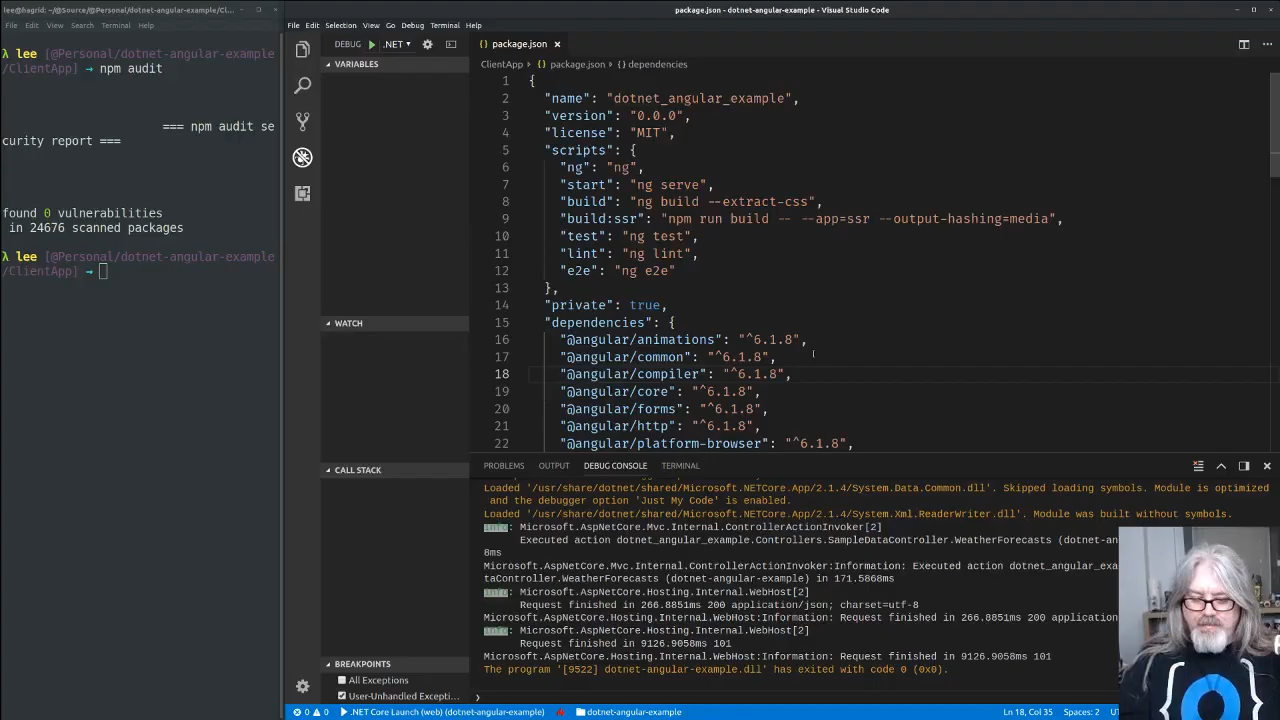 lee@hagrid: ~/@Source/@Personal/dotnet-angular-example/Cl...
File Edit View Search Terminal Help
λ lee [@Personal/dotnet-angular-example
/ClientApp] → npm audit
=== npm audit se
curity report ===
found 0 vulnerabilities
in 24676 scanned packages
λ lee [@Personal/dotnet-angular-example
/ClientApp] →
package.json - dotnet-angular-example - Visual Studio Code
File Edit Selection View Go Debug Terminal Help
DEBUG .NET
VARIABLES
WATCH
CALL STACK
BREAKPOINTS
All Exceptions
User-Unhandled Excepti...
package.json
ClientApp package.json {} dependencies
1 {
2 "name": "dotnet_angular_example",
3 "version": "0.0.0",
4 "license": "MIT",
5 "scripts": {
6 "ng": "ng",
7 "start": "ng serve",
8 "build": "ng build --extract-css",
9 "build:ssr": "npm run build -- --app=ssr --output-hashing=media",
10 "test": "ng test",
11 "lint": "ng lint",
12 "e2e": "ng e2e"
13 },
14 "private": true,
15 "dependencies": {
16 "@angular/animations": "^6.1.8",
17 "@angular/common": "^6.1.8",
18 "@angular/compiler": "^6.1.8",
19 "@angular/core": "^6.1.8",
20 "@angular/forms": "^6.1.8",
21 "@angular/http": "^6.1.8",
22 "@angular/platform-browser": "^6.1.8",
PROBLEMS OUTPUT DEBUG CONSOLE TERMINAL
Loaded '/usr/share/dotnet/shared/Microsoft.NETCore.App/2.1.4/System.Data.Common.dll'. Skipped loading symbols. Module is optimized
and the debugger option 'Just My Code' is enabled.
Loaded '/usr/share/dotnet/shared/Microsoft.NETCore.App/2.1.4/System.Xml.ReaderWriter.dll'. Module was built without symbols.
info: Microsoft.AspNetCore.Mvc.Internal.ControllerActionInvoker[2]
Executed action dotnet_angular_example.Controllers.SampleDataController.WeatherForecasts (dotnet-ang
8ms
Microsoft.AspNetCore.Mvc.Internal.ControllerActionInvoker:Information: Executed action dotnet_angular_exa
taController.WeatherForecasts (dotnet-angular-example) in 171.5868ms
info: Microsoft.AspNetCore.Hosting.Internal.WebHost[2]
Request finished in 266.8851ms 200 application/json; charset=utf-8
Microsoft.AspNetCore.Hosting.Internal.WebHost:Information: Request finished in 266.8851ms 200 application
info: Microsoft.AspNetCore.Hosting.Internal.WebHost[2]
Request finished in 9126.9058ms 101
Microsoft.AspNetCore.Hosting.Internal.WebHost:Information: Request finished in 9126.9058ms 101
The program '[9522] dotnet-angular-example.dll' has exited with code 0 (0x0).
0 0 .NET Core Launch (web) (dotnet-angular-example) dotnet-angular-example Ln 18, Col 35 Spaces: 2 UT